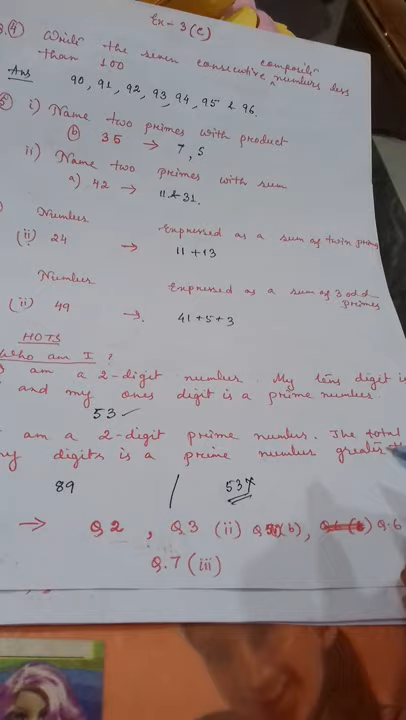 Ex-3(c)
Q.4) Write the seven consecutive composite numbers less
than 100
Ans 90, 91, 92, 93, 94, 95 & 96.
5) i) Name two primes with product
(b) 35 → 7, 5
ii) Name two primes with sum
a) 42 → 11 & 31.
Number Expressed as a sum of twin primes
(ii) 24 → 11 + 13
Number Expressed as a sum of 3 odd primes
(ii) 49 → 41 + 5 + 3
HOTS
Who am I ?
am a 2-digit number. My tens digit is
and my ones digit is a prime number.
53
am a 2-digit prime number. The total
my digits is a prime number greater
89 /
→ Q2, Q3 (ii) (b), Q.6
Q.7 (iii)